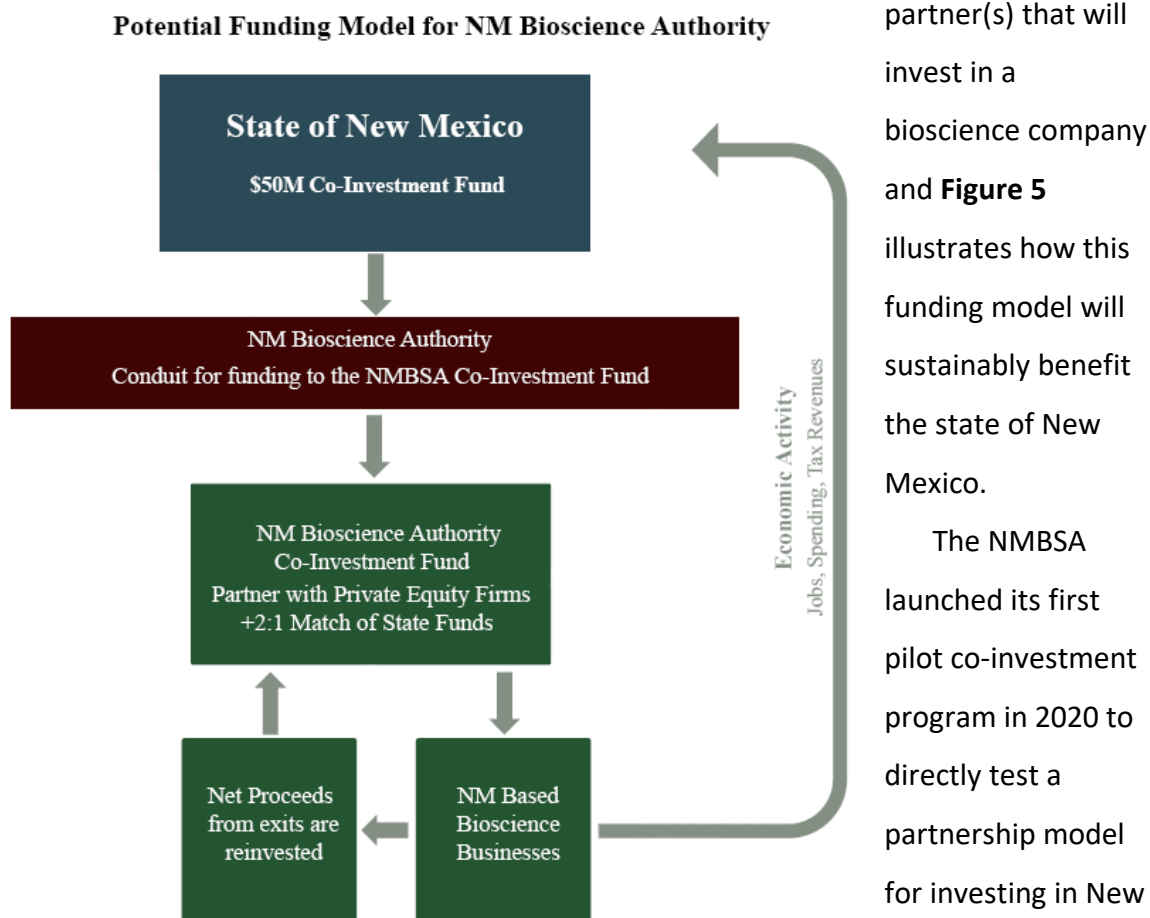 Potential Funding Model for NM Bioscience Authority
State of New Mexico
$50M Co-Investment Fund
NM Bioscience Authority
Conduit for funding to the NMBSA Co-Investment Fund
NM Bioscience Authority
Co-Investment Fund
Partner with Private Equity Firms
+2:1 Match of State Funds
Net Proceeds
from exits are
reinvested
NM Based
Bioscience
Businesses
Economic Activity
Jobs, Spending, Tax Revenues
partner(s) that will
invest in a
bioscience company
and Figure 5
illustrates how this
funding model will
sustainably benefit
the state of New
Mexico.
The NMBSA
launched its first
pilot co-investment
program in 2020 to
directly test a
partnership model
for investing in New